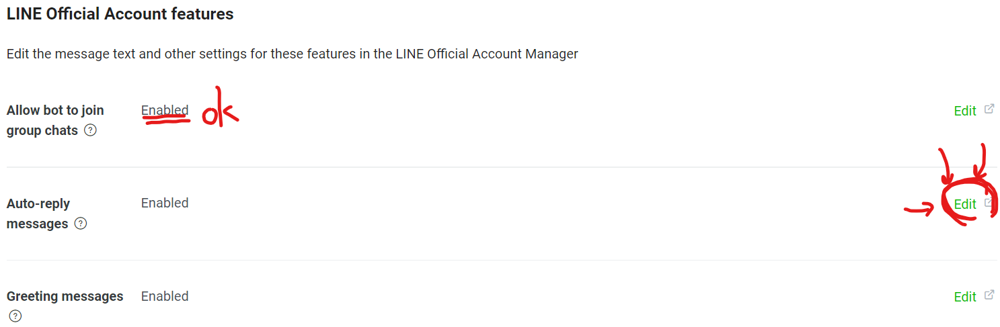 LINE Official Account features
Edit the message text and other settings for these features in the LINE Official Account Manager
Allow bot to join Enabled ok Edit
group chats ?
Auto-reply Enabled Edit
messages ?
Greeting messages Enabled Edit
?